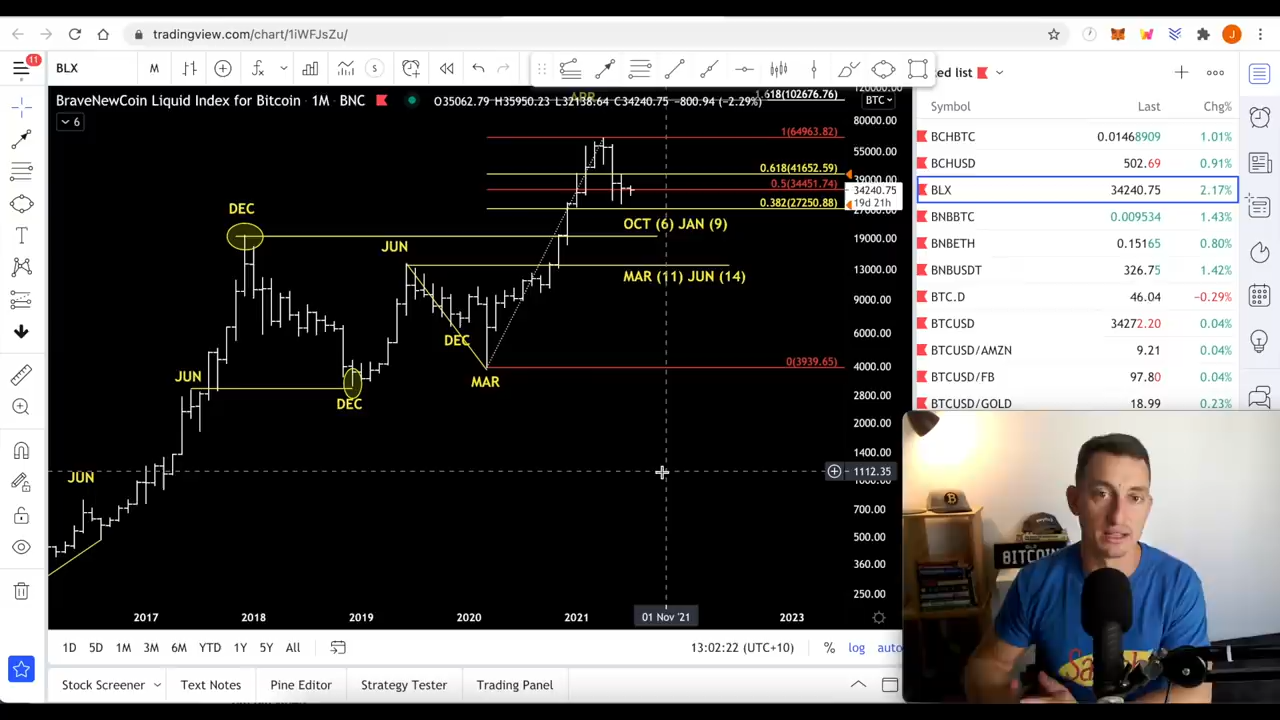 tradingview.com/chart/1iWFJsZu/
J
11
BLX
M
S
ed list
BraveNewCoin Liquid Index for Bitcoin · 1M · BNC
O35062.79 H35950.23 L32138.64 C34240.75 −800.94 (−2.29%)
BTC
6
1.618(102676.76)
1(64963.82)
0.618(41652.59)
0.5(34451.74)
0.382(27250.88)
0(3939.65)
DEC
JUN
OCT (6) JAN (9)
MAR (11) JUN (14)
DEC
MAR
JUN
DEC
JUN
80000.00
55000.00
39000.00
34240.75
19d 21h
19000.00
13000.00
9000.00
6000.00
4000.00
2800.00
2000.00
1400.00
1112.35
700.00
500.00
360.00
250.00
2017 2018 2019 2020 2021 01 Nov '21 2023
1D 5D 1M 3M 6M YTD 1Y 5Y All
13:02:22 (UTC+10) % log auto
Stock Screener Text Notes Pine Editor Strategy Tester Trading Panel
Symbol Last Chg%
BCHBTC 0.01468909 1.01%
BCHUSD 502.69 0.91%
BLX 34240.75 2.17%
BNBBTC 0.009534 1.43%
BNBETH 0.15165 0.80%
BNBUSDT 326.75 1.42%
BTC.D 46.04 −0.29%
BTCUSD 34272.20 0.04%
BTCUSD/AMZN 9.21 0.04%
BTCUSD/FB 97.80 0.04%
BTCUSD/GOLD 18.99 0.23%
BITCOIN